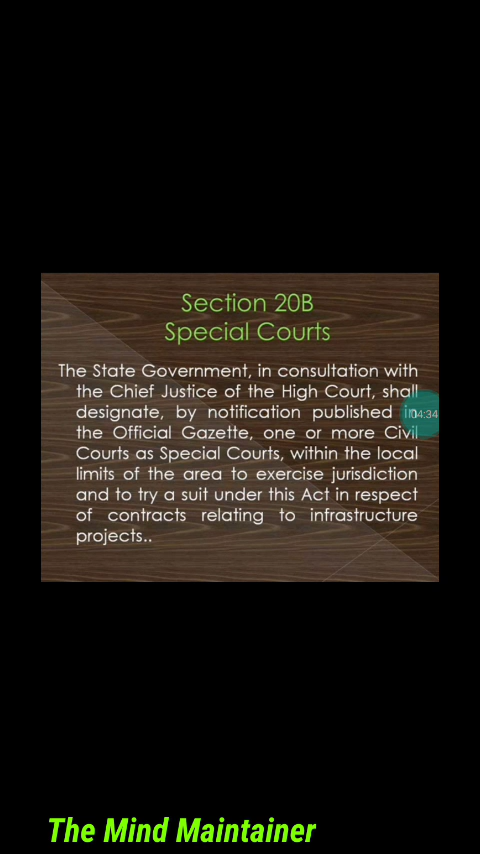 Section 20B
Special Courts
The State Government, in consultation with
the Chief Justice of the High Court, shall
designate, by notification published in
04:34
the Official Gazette, one or more Civil
Courts as Special Courts, within the local
limits of the area to exercise jurisdiction
and to try a suit under this Act in respect
of contracts relating to infrastructure
projects..
The Mind Maintainer